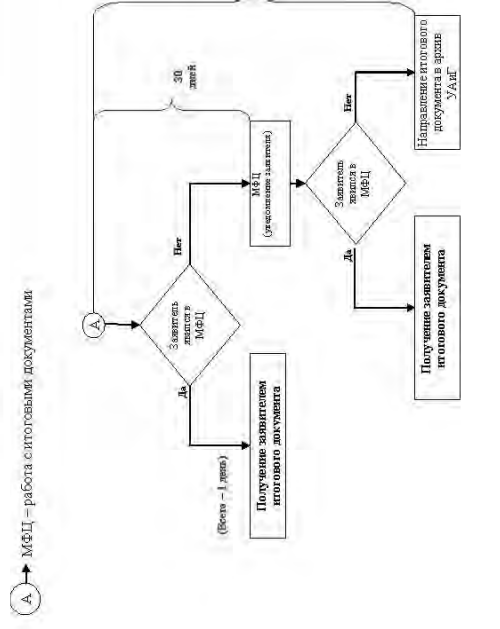 А МФЦ – работа с итоговыми документами
А
Заявитель
явился в
МФЦ
Да
Нет
(Всего – 1 день)
Получение заявителем
итогового документа
30
дней
МФЦ
(уведомление заявителя)
Заявитель
явился в
МФЦ
Да
Нет
Получение заявителем
итогового документа
Направление итогового
документа в архив
УАиГ